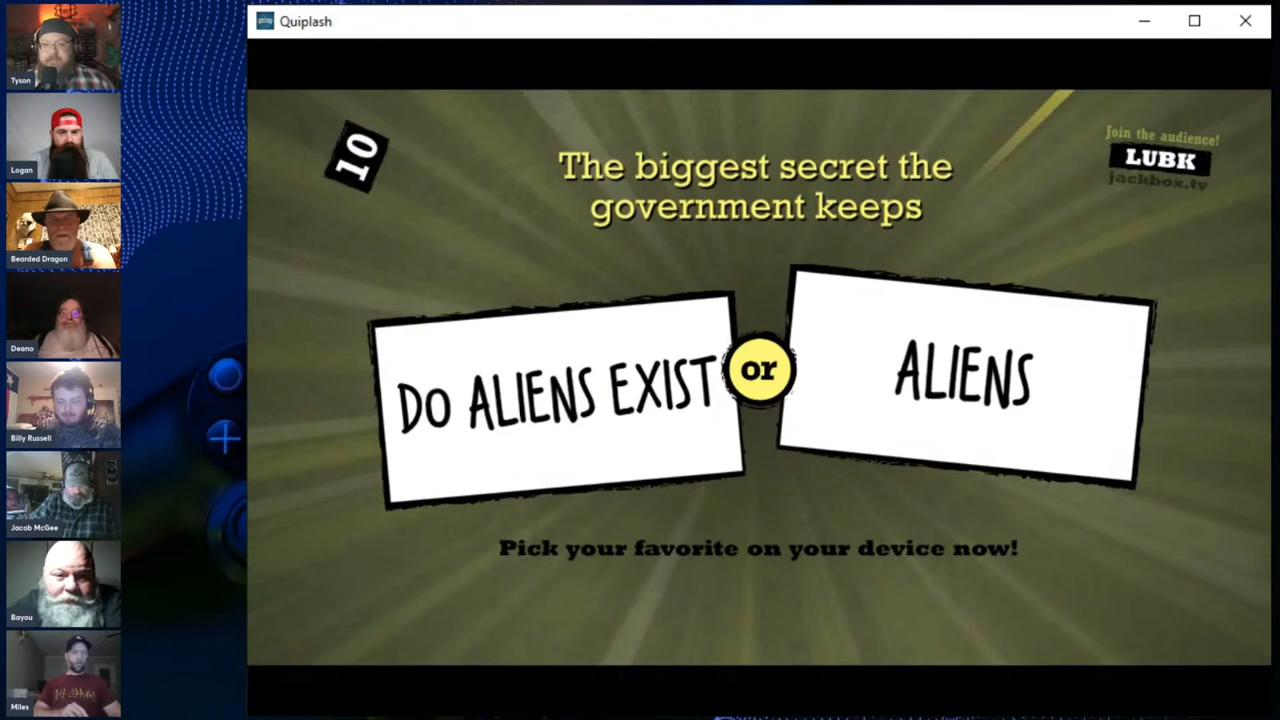 Tyson
Logan
Bearded Dragon
Deano
Billy Russell
Jacob McGee
Bayou
Miles
Quiplash
10
The biggest secret the
government keeps
Join the audience!
LUBK
jackbox.tv
DO ALIENS EXIST
or
ALIENS
Pick your favorite on your device now!